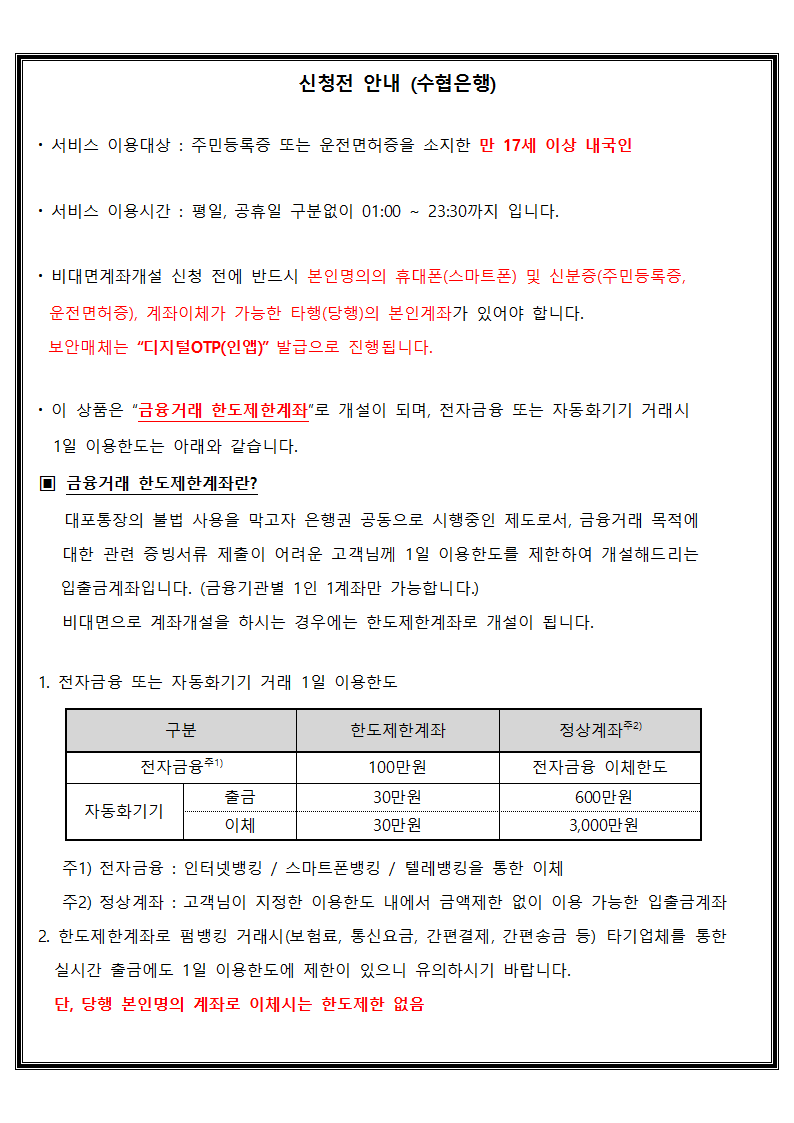 신청전 안내 (수협은행)
· 서비스 이용대상 : 주민등록증 또는 운전면허증을 소지한 만 17세 이상 내국인
· 서비스 이용시간 : 평일, 공휴일 구분없이 01:00 ~ 23:30까지 입니다.
· 비대면계좌개설 신청 전에 반드시 본인명의의 휴대폰(스마트폰) 및 신분증(주민등록증,
운전면허증), 계좌이체가 가능한 타행(당행)의 본인계좌가 있어야 합니다.
보안매체는 “디지털OTP(인앱)” 발급으로 진행됩니다.
· 이 상품은 “금융거래 한도제한계좌”로 개설이 되며, 전자금융 또는 자동화기기 거래시
1일 이용한도는 아래와 같습니다.
▣ 금융거래 한도제한계좌란?
대포통장의 불법 사용을 막고자 은행권 공동으로 시행중인 제도로서, 금융거래 목적에
대한 관련 증빙서류 제출이 어려운 고객님께 1일 이용한도를 제한하여 개설해드리는
입출금계좌입니다. (금융기관별 1인 1계좌만 가능합니다.)
비대면으로 계좌개설을 하시는 경우에는 한도제한계좌로 개설이 됩니다.
1. 전자금융 또는 자동화기기 거래 1일 이용한도
구분 한도제한계좌 정상계좌주2)
전자금융주1) 100만원 전자금융 이체한도
자동화기기 출금 30만원 600만원
이체 30만원 3,000만원
주1) 전자금융 : 인터넷뱅킹 / 스마트폰뱅킹 / 텔레뱅킹을 통한 이체
주2) 정상계좌 : 고객님이 지정한 이용한도 내에서 금액제한 없이 이용 가능한 입출금계좌
2. 한도제한계좌로 펌뱅킹 거래시(보험료, 통신요금, 간편결제, 간편송금 등) 타기업체를 통한
실시간 출금에도 1일 이용한도에 제한이 있으니 유의하시기 바랍니다.
단, 당행 본인명의 계좌로 이체시는 한도제한 없음